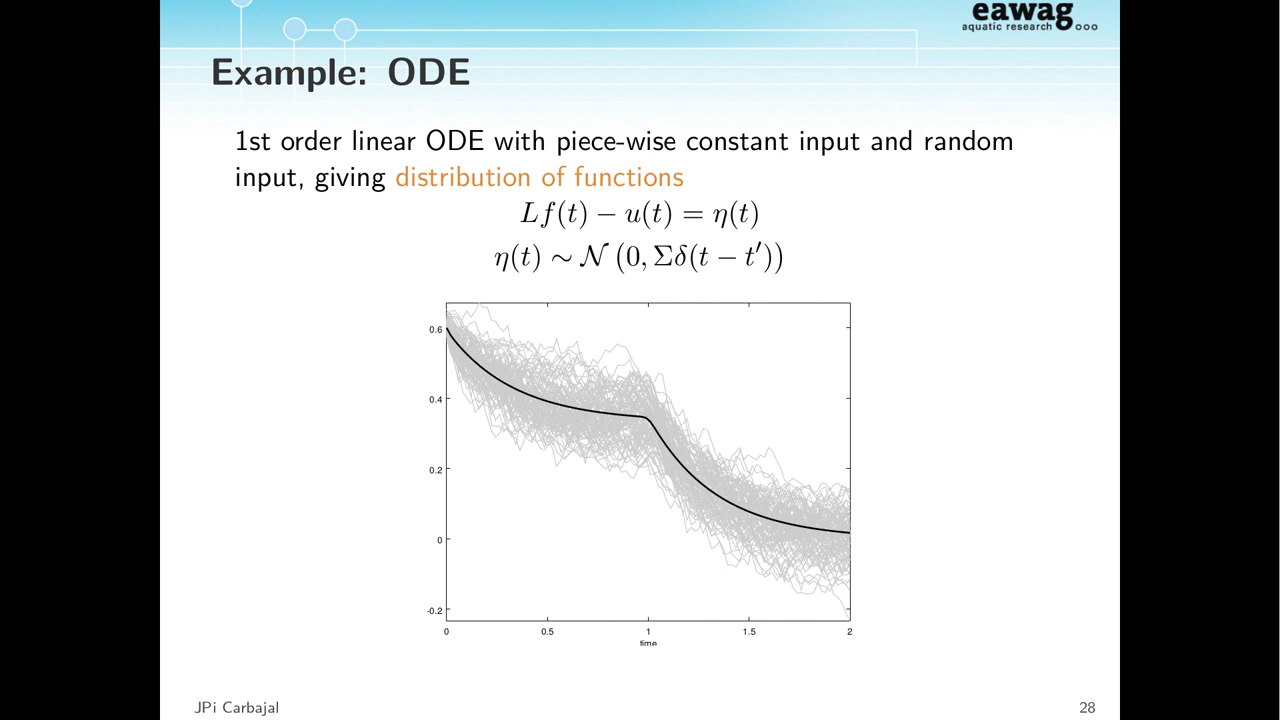 eawag
aquatic research ooo
Example: ODE
1st order linear ODE with piece-wise constant input and random
input, giving distribution of functions
Lf(t) − u(t) = η(t)
η(t) ∼ 𝒩 (0, Σδ(t − t′))
0.6
0.4
0.2
0
-0.2
0 0.5 1 1.5 2
time
JPi Carbajal 28